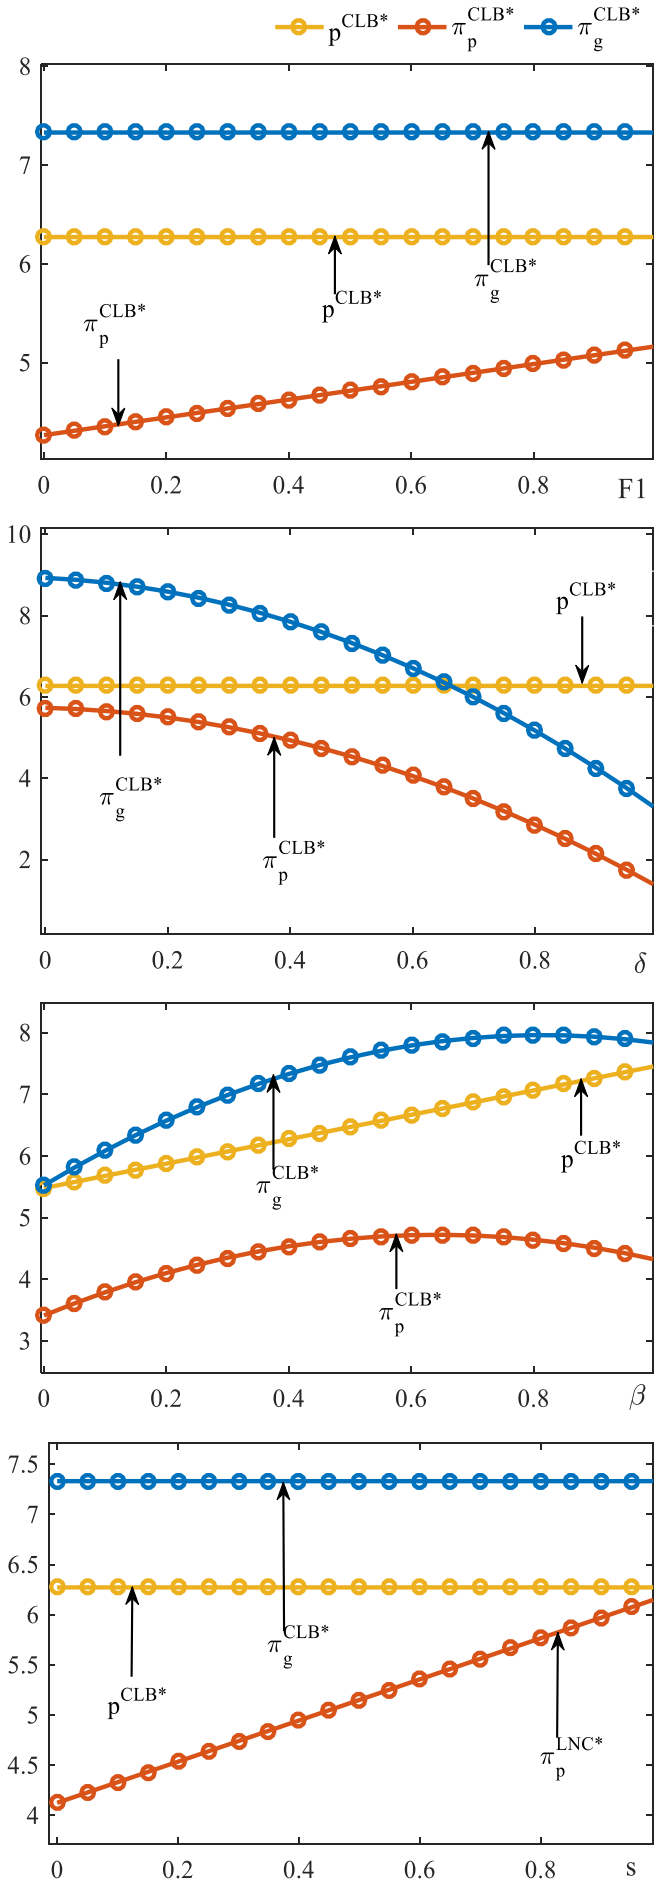 p^CLB* π_p^CLB* π_g^CLB*
8
7
π_g^CLB*
6
p^CLB*
π_p^CLB*
5
0 0.2 0.4 0.6 0.8 F1
10
p^CLB*
8
6
4
π_g^CLB*
π_p^CLB*
2
0 0.2 0.4 0.6 0.8 δ
8
7
6
p^CLB*
π_g^CLB*
5
4
π_p^CLB*
3
0 0.2 0.4 0.6 0.8 β
7.5
7
6.5
6
π_g^CLB*
5.5
p^CLB*
5
π_p^LNC*
4.5
4
0 0.2 0.4 0.6 0.8 s